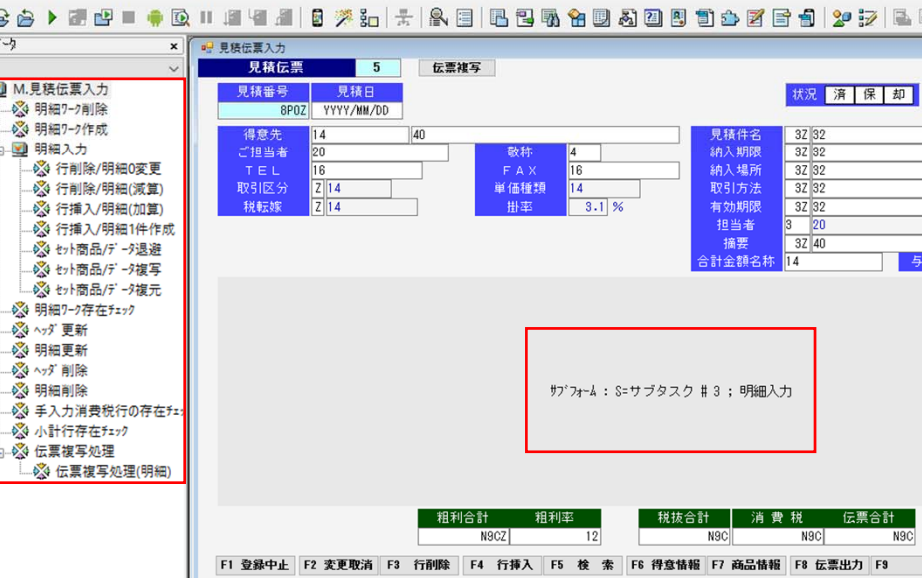 見積伝票入力
M.見積伝票入力
明細ﾜｰｸ削除
明細ﾜｰｸ作成
明細入力
行削除/明細0変更
行削除/明細(減算)
行挿入/明細(加算)
行挿入/明細1件作成
ｾｯﾄ商品/ﾃﾞｰﾀ退避
ｾｯﾄ商品/ﾃﾞｰﾀ複写
ｾｯﾄ商品/ﾃﾞｰﾀ復元
明細ﾜｰｸ存在ﾁｪｯｸ
ﾍｯﾀﾞ更新
明細更新
ﾍｯﾀﾞ削除
明細削除
手入力消費税行の存在ﾁｪ
小計行存在ﾁｪｯｸ
伝票複写処理
伝票複写処理(明細)
見積伝票 5 伝票複写
見積番号 見積日
8P0Z YYYY/MM/DD
状況 済 保 却
得意先 14 40
ご担当者 20 敬称 4
ＴＥＬ 16 ＦＡＸ 16
取引区分 Z 14 単価種類 14
税転嫁 Z 14 掛率 3.1 %
見積件名 3Z 32
納入期限 3Z 32
納入場所 3Z 32
取引方法 3Z 32
有効期限 3Z 32
担当者 3 20
摘要 3Z 40
合計金額名称 14 与
ｻﾌﾞﾌｫｰﾑ : S=サブタスク # 3 ; 明細入力
粗利合計 粗利率 税抜合計 消費税 伝票合計
N9CZ 12 N9C N9C N9C
F1 登録中止 F2 変更取消 F3 行削除 F4 行挿入 F5 検 索 F6 得意情報 F7 商品情報 F8 伝票出力 F9